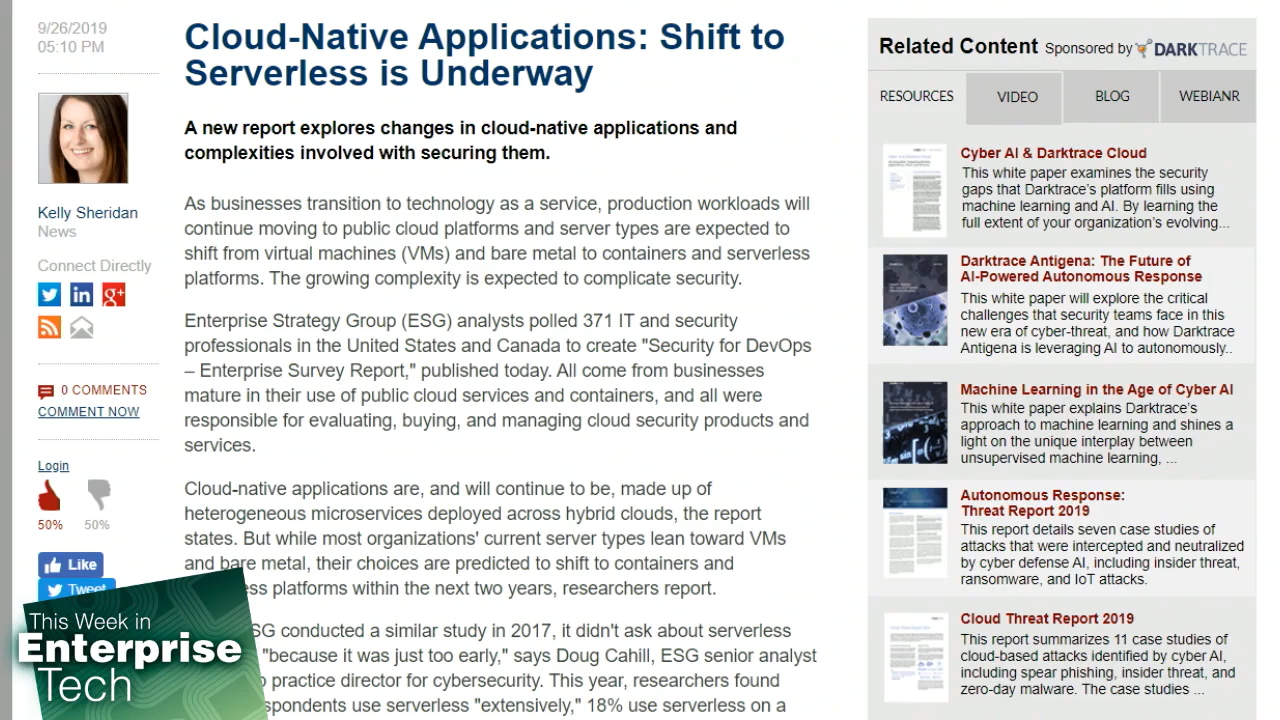 9/26/2019
05:10 PM
Kelly Sheridan
News
Connect Directly
0 COMMENTS
COMMENT NOW
Login
50%
50%
Like
Tweet
Cloud-Native Applications: Shift to
Serverless is Underway
A new report explores changes in cloud-native applications and
complexities involved with securing them.
As businesses transition to technology as a service, production workloads will
continue moving to public cloud platforms and server types are expected to
shift from virtual machines (VMs) and bare metal to containers and serverless
platforms. The growing complexity is expected to complicate security.
Enterprise Strategy Group (ESG) analysts polled 371 IT and security
professionals in the United States and Canada to create "Security for DevOps
– Enterprise Survey Report," published today. All come from businesses
mature in their use of public cloud services and containers, and all were
responsible for evaluating, buying, and managing cloud security products and
services.
Cloud-native applications are, and will continue to be, made up of
heterogeneous microservices deployed across hybrid clouds, the report
states. But while most organizations' current server types lean toward VMs
and bare metal, their choices are predicted to shift to containers and
ess platforms within the next two years, researchers report.
SG conducted a similar study in 2017, it didn't ask about serverless
"because it was just too early," says Doug Cahill, ESG senior analyst
practice director for cybersecurity. This year, researchers found
spondents use serverless "extensively," 18% use serverless on a
Related Content Sponsored by DARKTRACE
RESOURCES VIDEO BLOG WEBIANR
Cyber AI & Darktrace Cloud
This white paper examines the security
gaps that Darktrace's platform fills using
machine learning and AI. By learning the
full extent of your organization's evolving...
Darktrace Antigena: The Future of
AI-Powered Autonomous Response
This white paper will explore the critical
challenges that security teams face in this
new era of cyber-threat, and how Darktrace
Antigena is leveraging AI to autonomously..
Machine Learning in the Age of Cyber AI
This white paper explains Darktrace's
approach to machine learning and shines a
light on the unique interplay between
unsupervised machine learning, ...
Autonomous Response:
Threat Report 2019
This report details seven case studies of
attacks that were intercepted and neutralized
by cyber defense AI, including insider threat,
ransomware, and IoT attacks.
Cloud Threat Report 2019
This report summarizes 11 case studies of
cloud-based attacks identified by cyber AI,
including spear phishing, insider threat, and
zero-day malware. The case studies ...
This Week in
Enterprise
Tech